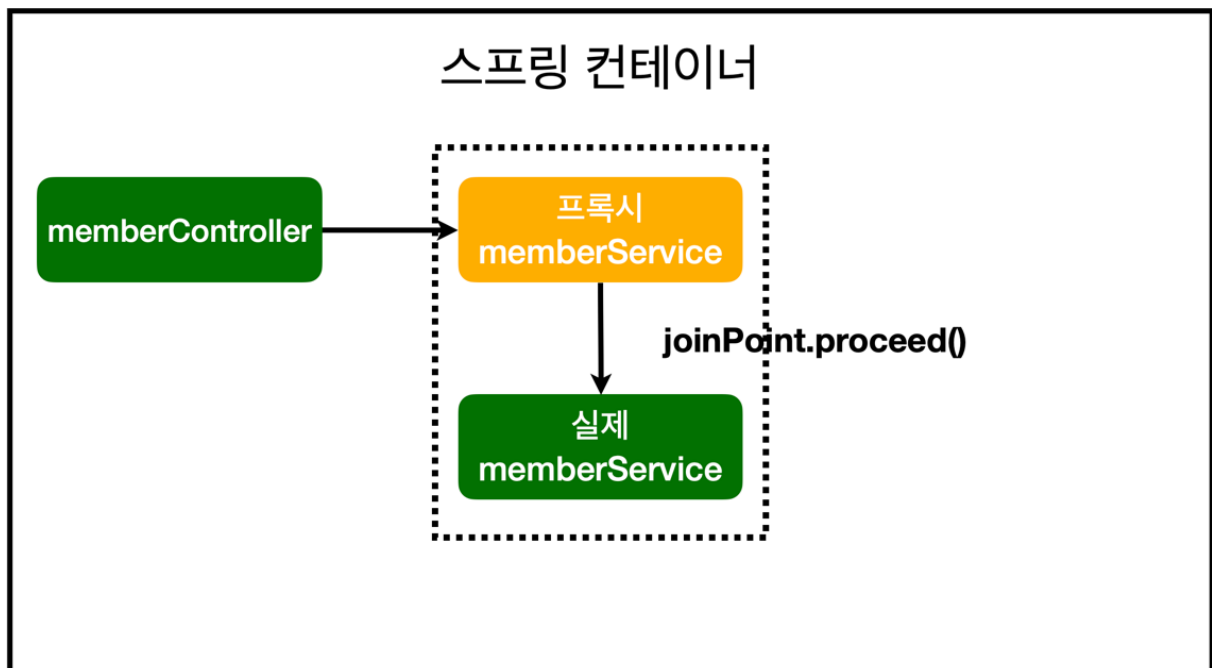 스프링 컨테이너
memberController
프록시
memberService
joinPoint.proceed()
실제
memberService